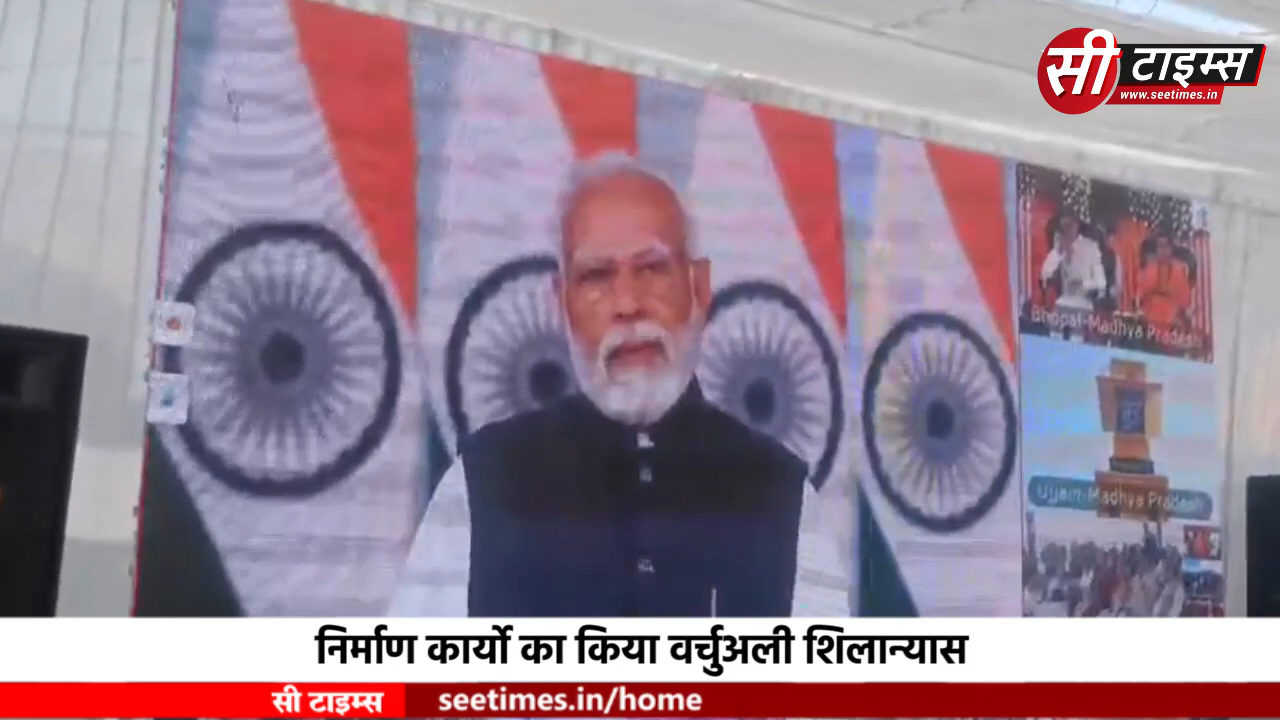 सी टाइम्स
www.seetimes.in
Bhopal-Madhya Pradesh
Ujjain-Madhya Pradesh
निर्माण कार्यो का किया वर्चुअली शिलान्यास
सी टाइम्स
seetimes.in/home